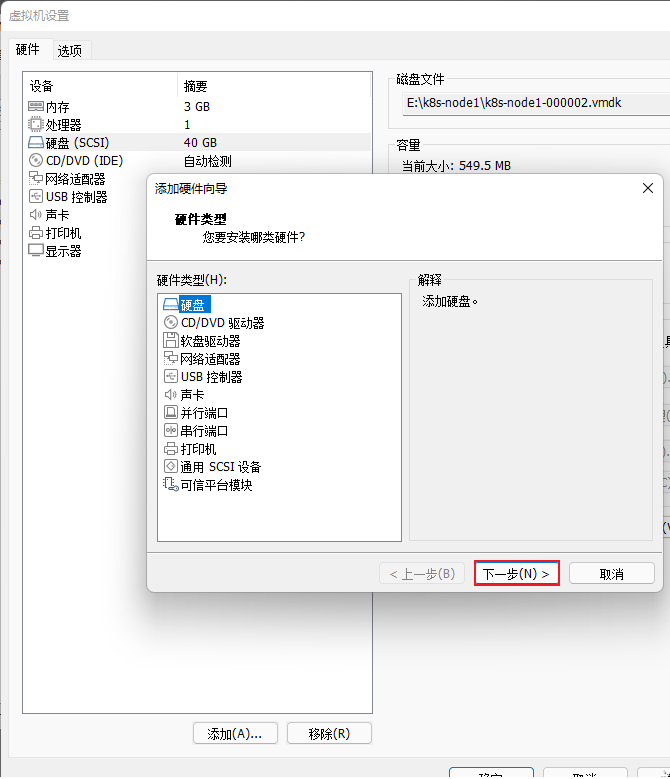 虚拟机设置
硬件 选项
设备 摘要
内存 3 GB
处理器 1
硬盘 (SCSI) 40 GB
CD/DVD (IDE) 自动检测
网络适配器
USB 控制器
声卡
打印机
显示器
磁盘文件
E:\k8s-node1\k8s-node1-000002.vmdk
容量
当前大小: 549.5 MB
添加硬件向导
硬件类型
您要安装哪类硬件?
硬件类型(H):
硬盘
CD/DVD 驱动器
软盘驱动器
网络适配器
USB 控制器
声卡
并行端口
串行端口
打印机
通用 SCSI 设备
可信平台模块
解释
添加硬盘。
< 上一步(B) 下一步(N) > 取消
添加(A)... 移除(R)
确定 取消